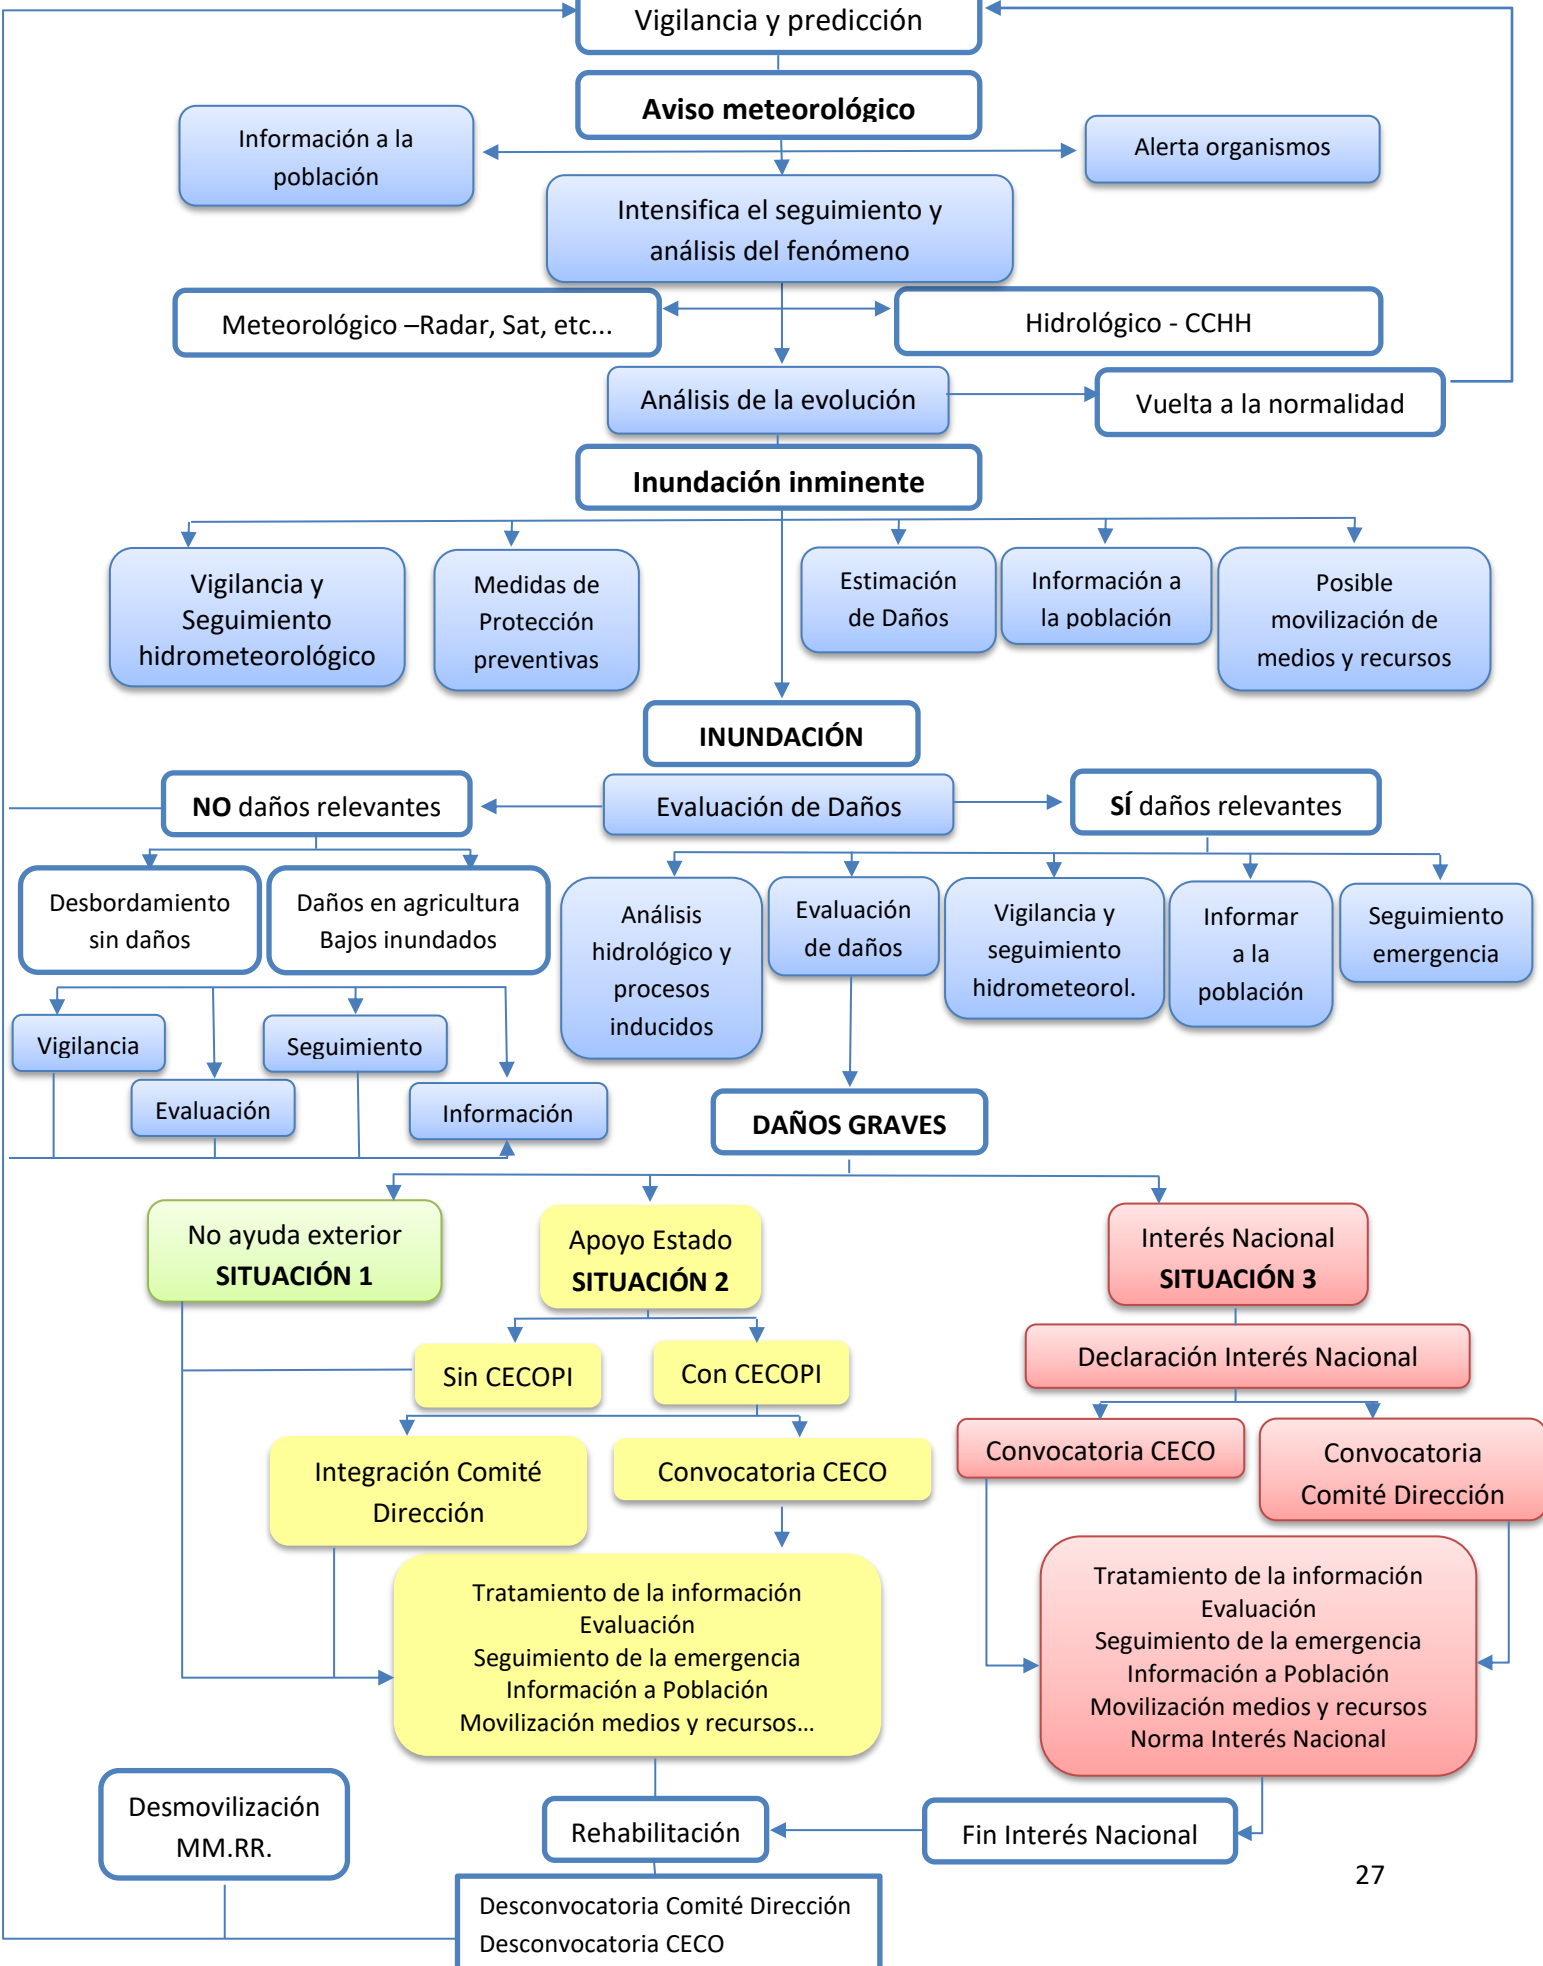 Vigilancia y predicción
Aviso meteorológico
Información a la
población
Alerta organismos
Intensifica el seguimiento y
análisis del fenómeno
Meteorológico –Radar, Sat, etc...
Hidrológico - CCHH
Análisis de la evolución
Vuelta a la normalidad
Inundación inminente
Vigilancia y
Seguimiento
hidrometeorológico
Medidas de
Protección
preventivas
Estimación
de Daños
Información a
la población
Posible
movilización de
medios y recursos
INUNDACIÓN
NO daños relevantes
Evaluación de Daños
SÍ daños relevantes
Desbordamiento
sin daños
Daños en agricultura
Bajos inundados
Análisis
hidrológico y
procesos
inducidos
Evaluación
de daños
Vigilancia y
seguimiento
hidrometeorol.
Informar
a la
población
Seguimiento
emergencia
Vigilancia
Evaluación
Seguimiento
Información
DAÑOS GRAVES
No ayuda exterior
SITUACIÓN 1
Apoyo Estado
SITUACIÓN 2
Interés Nacional
SITUACIÓN 3
Sin CECOPI
Con CECOPI
Declaración Interés Nacional
Integración Comité
Dirección
Convocatoria CECO
Convocatoria CECO
Convocatoria
Comité Dirección
Tratamiento de la información
Evaluación
Seguimiento de la emergencia
Información a Población
Movilización medios y recursos…
Tratamiento de la información
Evaluación
Seguimiento de la emergencia
Información a Población
Movilización medios y recursos
Norma Interés Nacional
Desmovilización
MM.RR.
Rehabilitación
Fin Interés Nacional
27
Desconvocatoria Comité Dirección
Desconvocatoria CECO